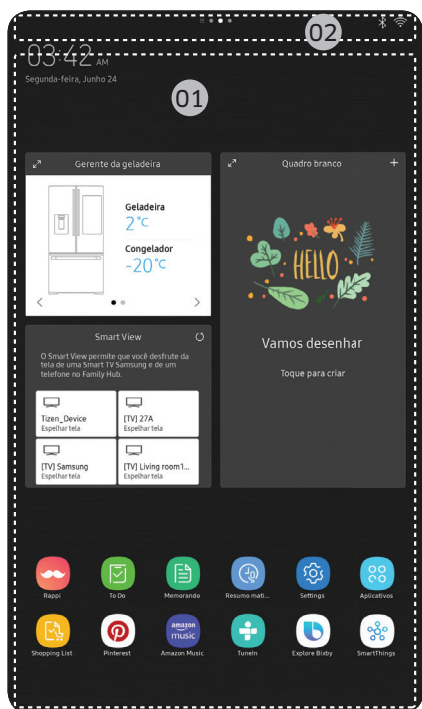 02
03:42 AM
Segunda-feira, Junho 24
01
Gerente da geladeira
Geladeira
2°C
Congelador
-20°C
Quadro branco
HELLO
Vamos desenhar
Toque para criar
Smart View
O Smart View permite que você desfrute da
tela de uma Smart TV Samsung e de um
telefone no Family Hub.
Tizen_Device
Espelhar tela
[TV] 27A
Espelhar tela
[TV] Samsung
Espelhar tela
[TV] Living room1...
Espelhar tela
Rappi
To Do
Memorando
Resumo mati...
Settings
Aplicativos
amazon
music
Shopping List
Pinterest
Amazon Music
TuneIn
Explore Bixby
SmartThings